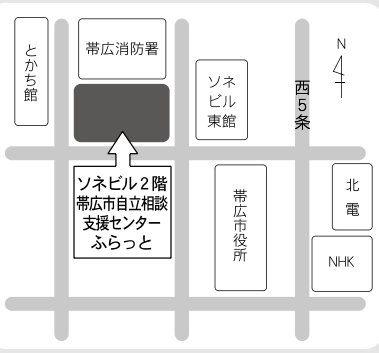 とかち館
帯広消防署
ソネ
ビル
東館
N
西5条
ソネビル2階
帯広市自立相談
支援センター
ふらっと
帯広市役所
北
電
NHK